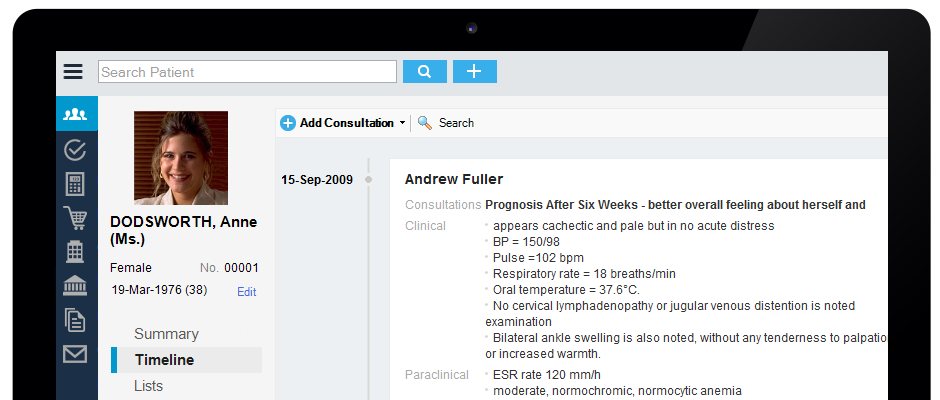 Search Patient
Add Consultation
Search
DODSWORTH, Anne
(Ms.)
Female No. 00001
19-Mar-1976 (38) Edit
Summary
Timeline
Lists
15-Sep-2009
Andrew Fuller
Consultations Prognosis After Six Weeks - better overall feeling about herself and
Clinical
◦ appears cachectic and pale but in no acute distress
◦ BP = 150/98
◦ Pulse =102 bpm
◦ Respiratory rate = 18 breaths/min
◦ Oral temperature = 37.6°C.
◦ No cervical lymphadenopathy or jugular venous distention is noted
examination
◦ Bilateral ankle swelling is also noted, without any tenderness to palpatio
or increased warmth.
Paraclinical
◦ ESR rate 120 mm/h
◦ moderate, normochromic, normocytic anemia